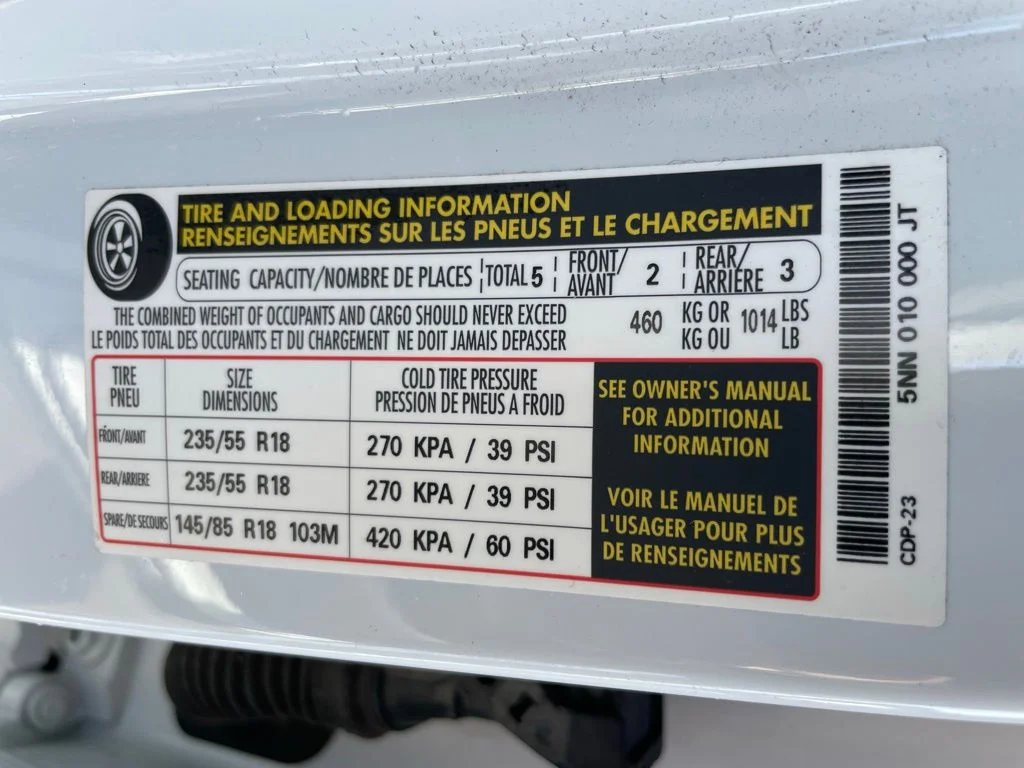 TIRE AND LOADING INFORMATION
RENSEIGNEMENTS SUR LES PNEUS ET LE CHARGEMENT
SEATING CAPACITY/NOMBRE DE PLACES TOTAL 5 FRONT/AVANT 2 REAR/ARRIÈRE 3
THE COMBINED WEIGHT OF OCCUPANTS AND CARGO SHOULD NEVER EXCEED 460 KG OR 1014 LBS
LE POIDS TOTAL DES OCCUPANTS ET DU CHARGEMENT NE DOIT JAMAIS DEPASSER KG OU LB
TIRE SIZE COLD TIRE PRESSURE
PNEU DIMENSIONS PRESSION DE PNEUS A FROID
FRONT/AVANT 235/55 R18 270 KPA / 39 PSI
REAR/ARRIERE 235/55 R18 270 KPA / 39 PSI
SPARE/DE SECOURS 145/85 R18 103M 420 KPA / 60 PSI
SEE OWNER'S MANUAL
FOR ADDITIONAL
INFORMATION
VOIR LE MANUEL DE
L'USAGER POUR PLUS
DE RENSEIGNEMENTS
5NN 010 000 JT
CDP-23